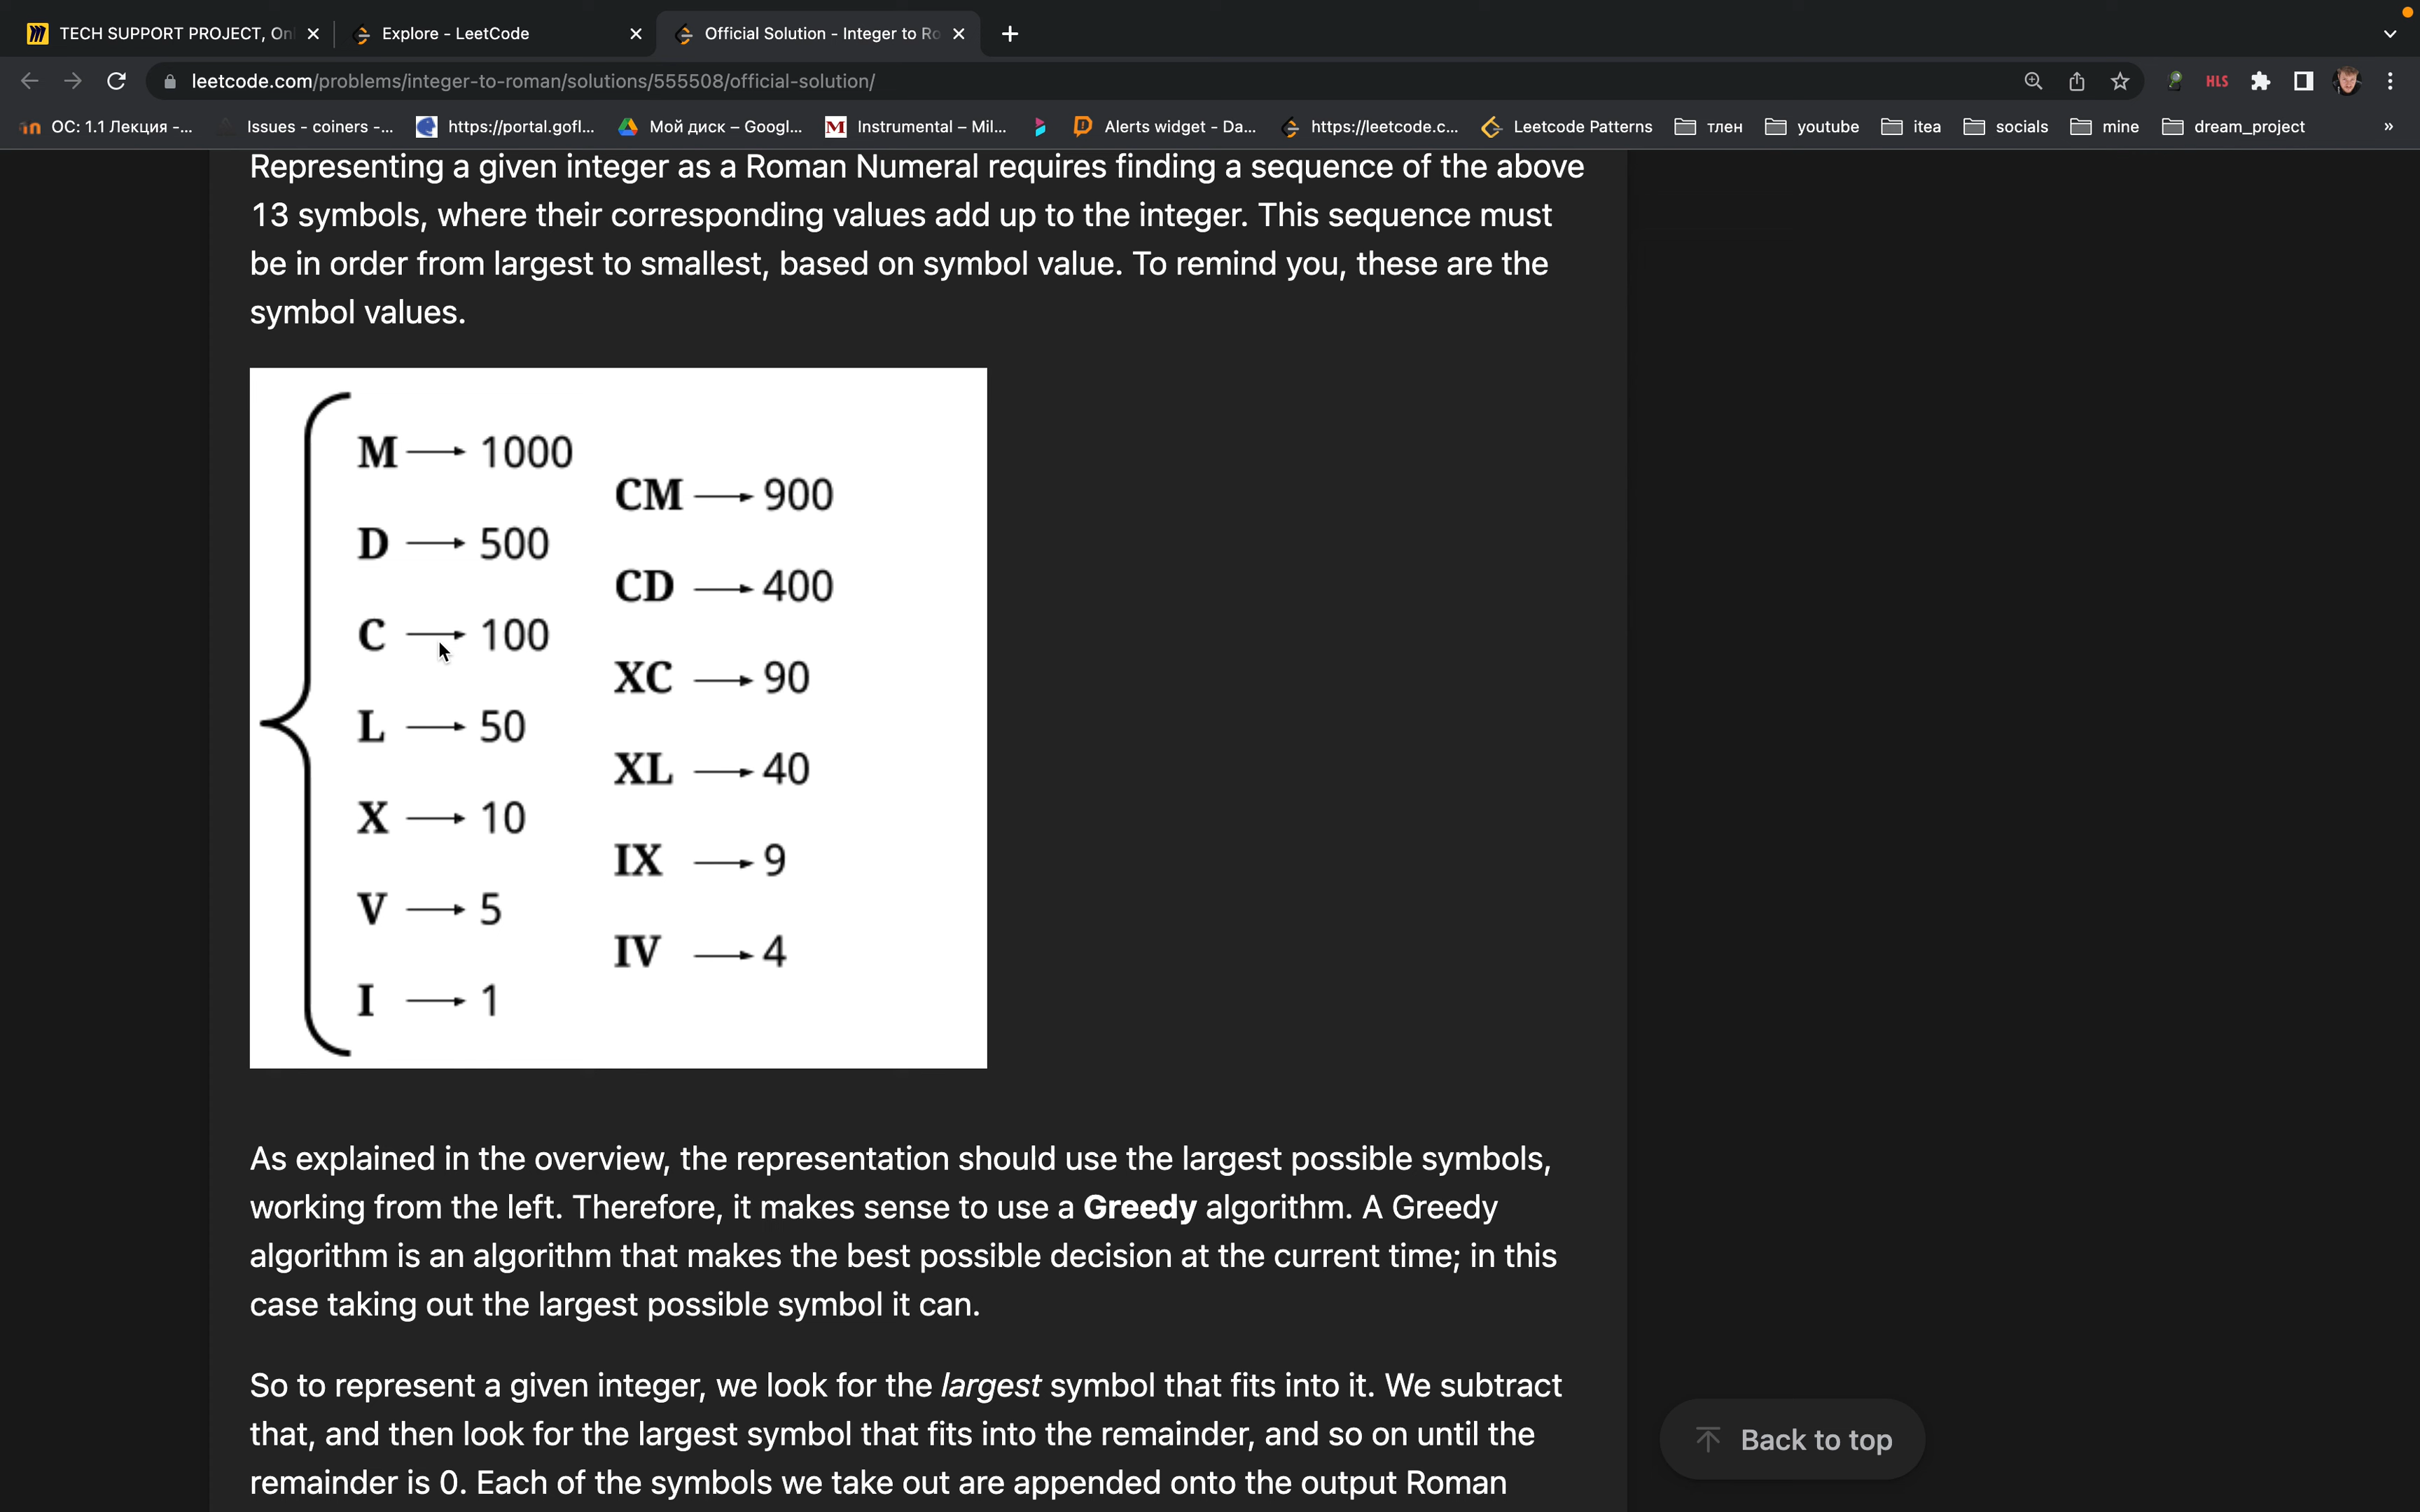 TECH SUPPORT PROJECT, Onl
Explore - LeetCode
Official Solution - Integer to Ro
leetcode.com/problems/integer-to-roman/solutions/555508/official-solution/
HLS
ОС: 1.1 Лекция -...
Issues - coiners -...
https://portal.gofl...
Мой диск – Googl...
Instrumental – Mil...
Alerts widget - Da...
https://leetcode.c...
Leetcode Patterns
тлен
youtube
itea
socials
mine
dream_project
»
Representing a given integer as a Roman Numeral requires finding a sequence of the above
13 symbols, where their corresponding values add up to the integer. This sequence must
be in order from largest to smallest, based on symbol value. To remind you, these are the
symbol values.
M → 1000
CM → 900
D → 500
CD → 400
C → 100
XC → 90
L → 50
XL → 40
X → 10
IX → 9
V → 5
IV → 4
I → 1
As explained in the overview, the representation should use the largest possible symbols,
working from the left. Therefore, it makes sense to use a Greedy algorithm. A Greedy
algorithm is an algorithm that makes the best possible decision at the current time; in this
case taking out the largest possible symbol it can.
So to represent a given integer, we look for the largest symbol that fits into it. We subtract
that, and then look for the largest symbol that fits into the remainder, and so on until the
remainder is 0. Each of the symbols we take out are appended onto the output Roman
Back to top